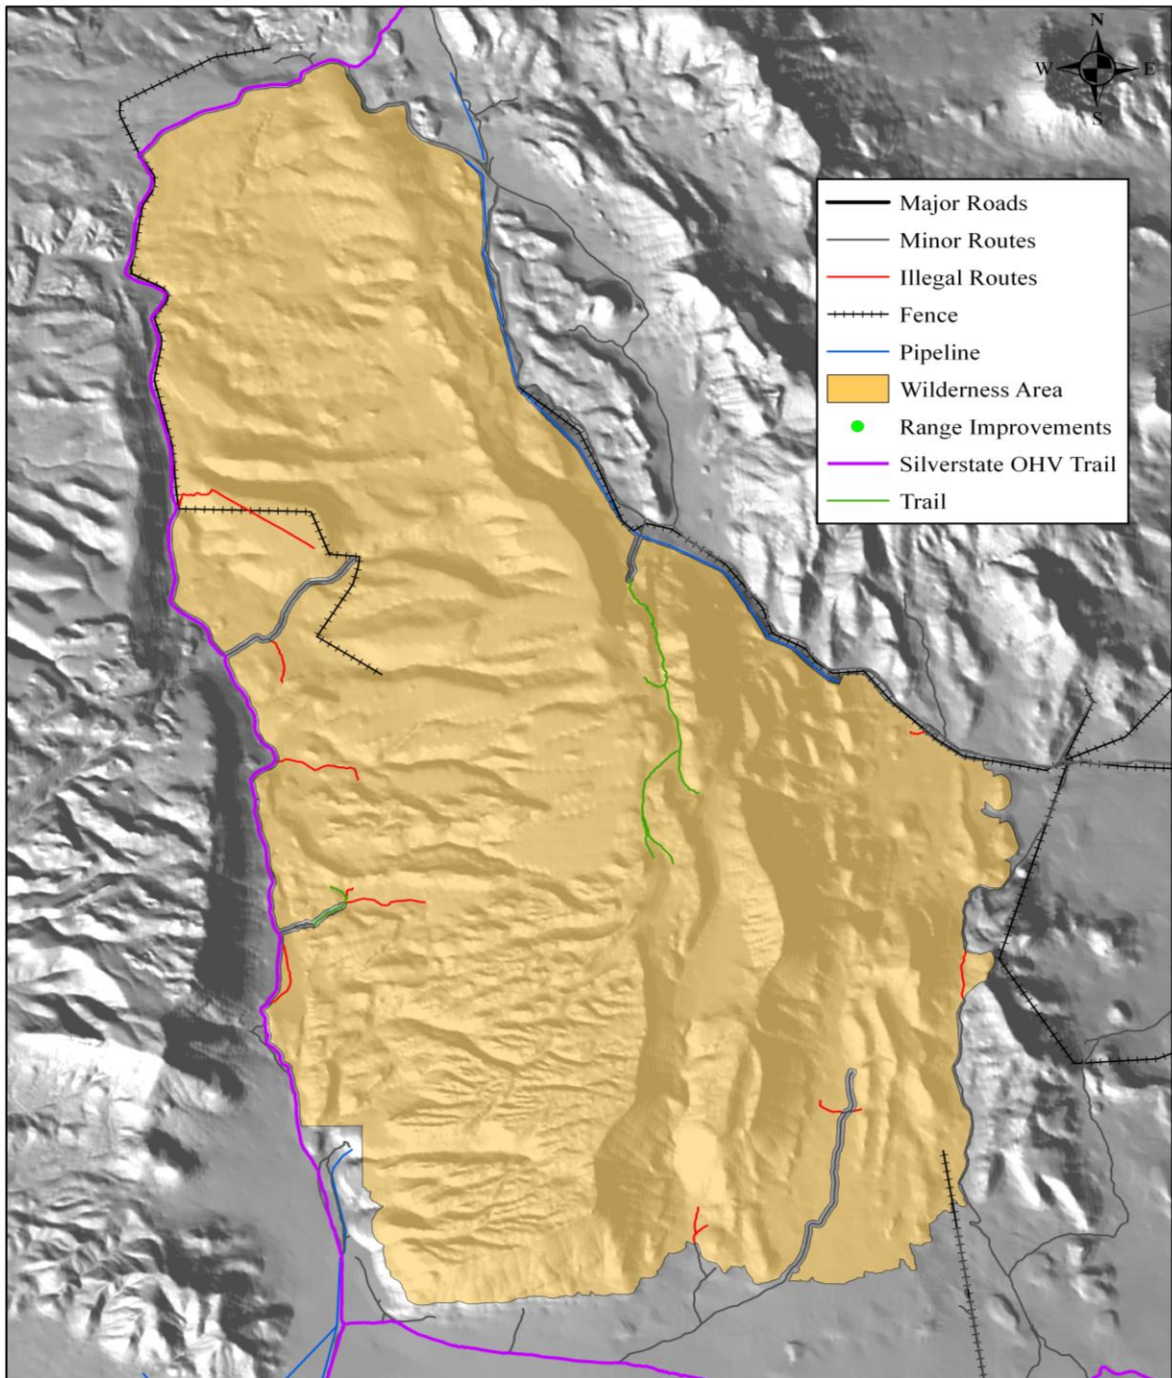 N
W E
S
Major Roads
Minor Routes
Illegal Routes
Fence
Pipeline
Wilderness Area
Range Improvements
Silverstate OHV Trail
Trail